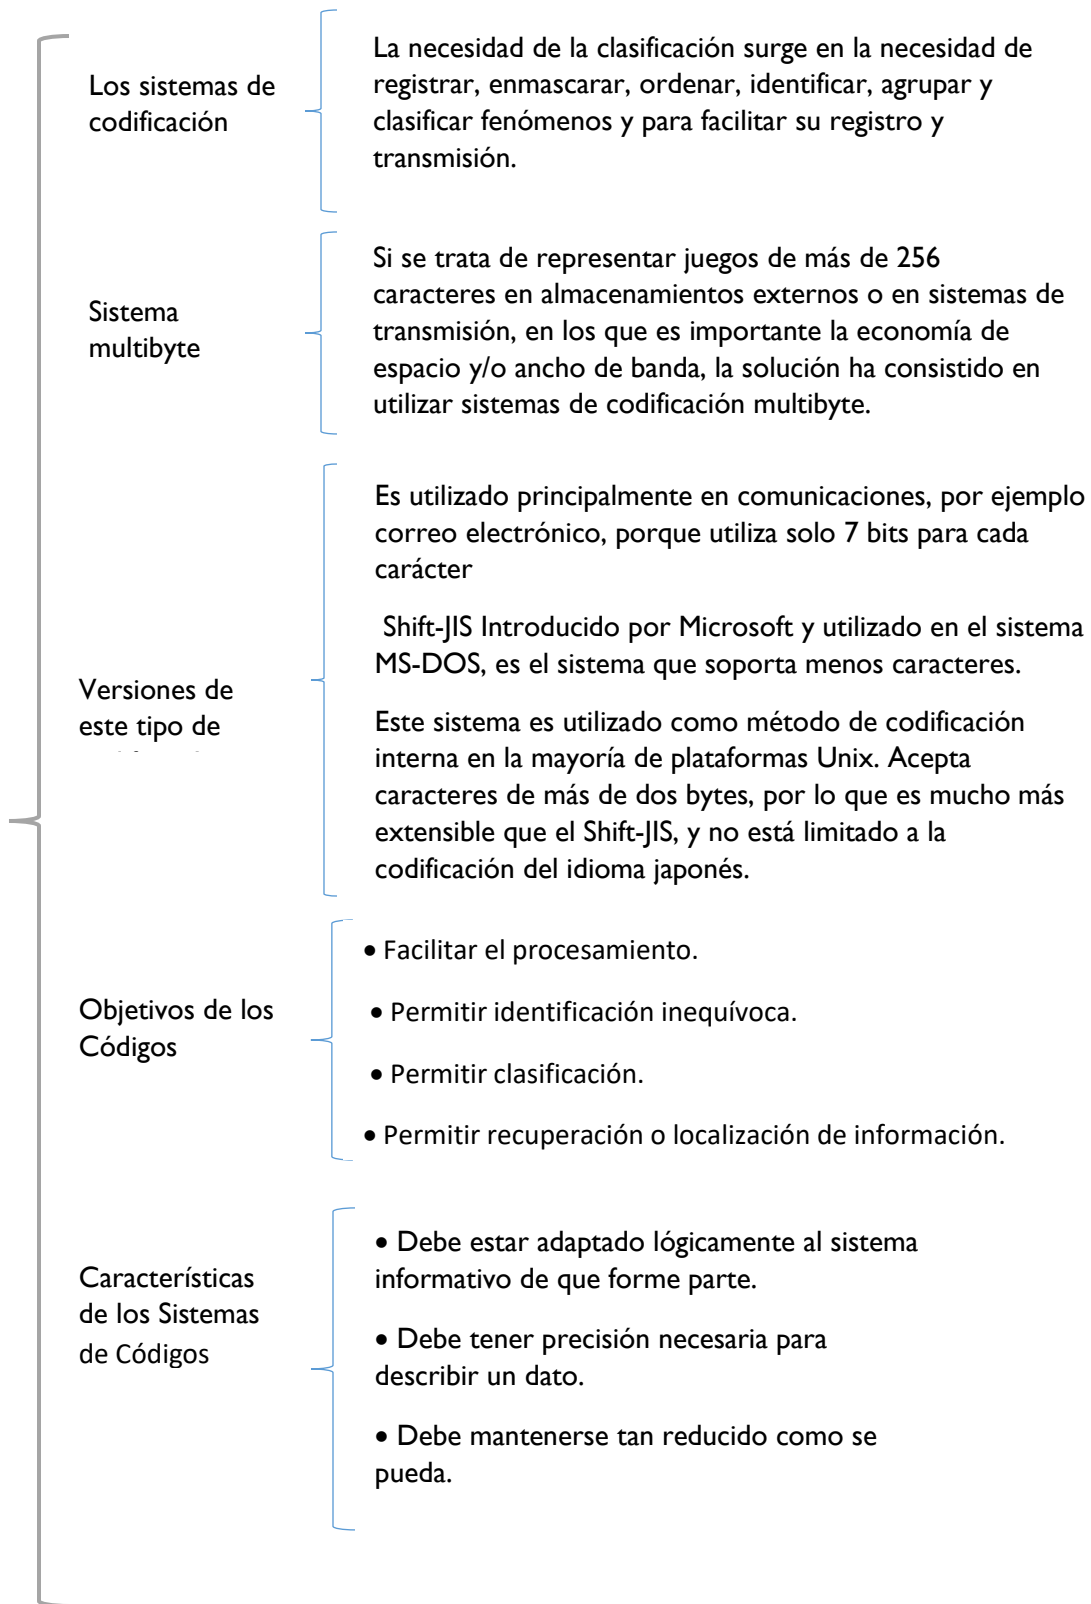 Los sistemas de
codificación
La necesidad de la clasificación surge en la necesidad de
registrar, enmascarar, ordenar, identificar, agrupar y
clasificar fenómenos y para facilitar su registro y
transmisión.
Sistema
multibyte
Si se trata de representar juegos de más de 256
caracteres en almacenamientos externos o en sistemas de
transmisión, en los que es importante la economía de
espacio y/o ancho de banda, la solución ha consistido en
utilizar sistemas de codificación multibyte.
Versiones de
este tipo de
Es utilizado principalmente en comunicaciones, por ejemplo
correo electrónico, porque utiliza solo 7 bits para cada
carácter
Shift-JIS Introducido por Microsoft y utilizado en el sistema
MS-DOS, es el sistema que soporta menos caracteres.
Este sistema es utilizado como método de codificación
interna en la mayoría de plataformas Unix. Acepta
caracteres de más de dos bytes, por lo que es mucho más
extensible que el Shift-JIS, y no está limitado a la
codificación del idioma japonés.
Objetivos de los
Códigos
• Facilitar el procesamiento.
• Permitir identificación inequívoca.
• Permitir clasificación.
• Permitir recuperación o localización de información.
Característícas
de los Sistemas
de Códigos
• Debe estar adaptado lógicamente al sistema
informativo de que forme parte.
• Debe tener precisión necesaria para
describir un dato.
• Debe mantenerse tan reducido como se
pueda.